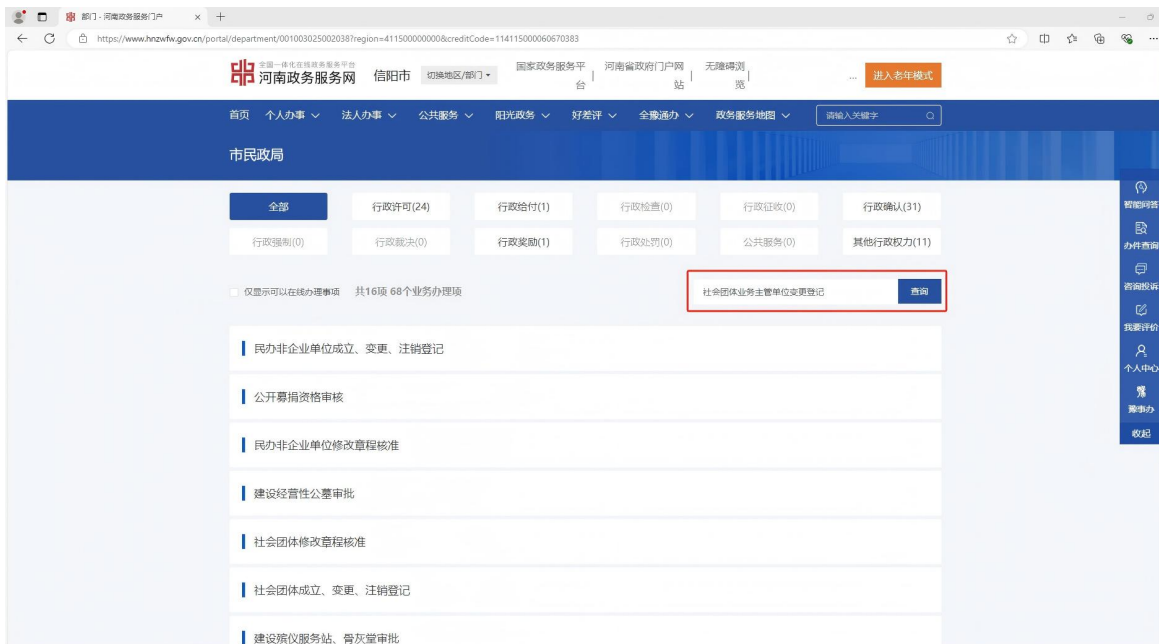 部门 - 河南政务服务门户
https://www.hnzwfw.gov.cn/portal/department/001003025002038?region=411500000000&creditCode=114115000060670383
全国一体化在线政务服务平台
河南政务服务网 信阳市 切换地区/部门 国家政务服务平台 河南省政府门户网站 无障碍浏览 ... 进入老年模式
首页 个人办事 法人办事 公共服务 阳光政务 好差评 全豫通办 政务服务地图 请输入关键字
市民政局
全部 行政许可(24) 行政给付(1) 行政检查(0) 行政征收(0) 行政确认(31)
行政强制(0) 行政裁决(0) 行政奖励(1) 行政处罚(0) 公共服务(0) 其他行政权力(11)
仅显示可以在线办理事项 共16项 68个业务办理项 社会团体业务主管单位变更登记 查询
民办非企业单位成立、变更、注销登记
公开募捐资格审核
民办非企业单位修改章程核准
建设经营性公墓审批
社会团体修改章程核准
社会团体成立、变更、注销登记
建设殡仪服务站、骨灰堂审批
智能问答
办件查询
咨询投诉
我要评价
个人中心
豫事办
收起